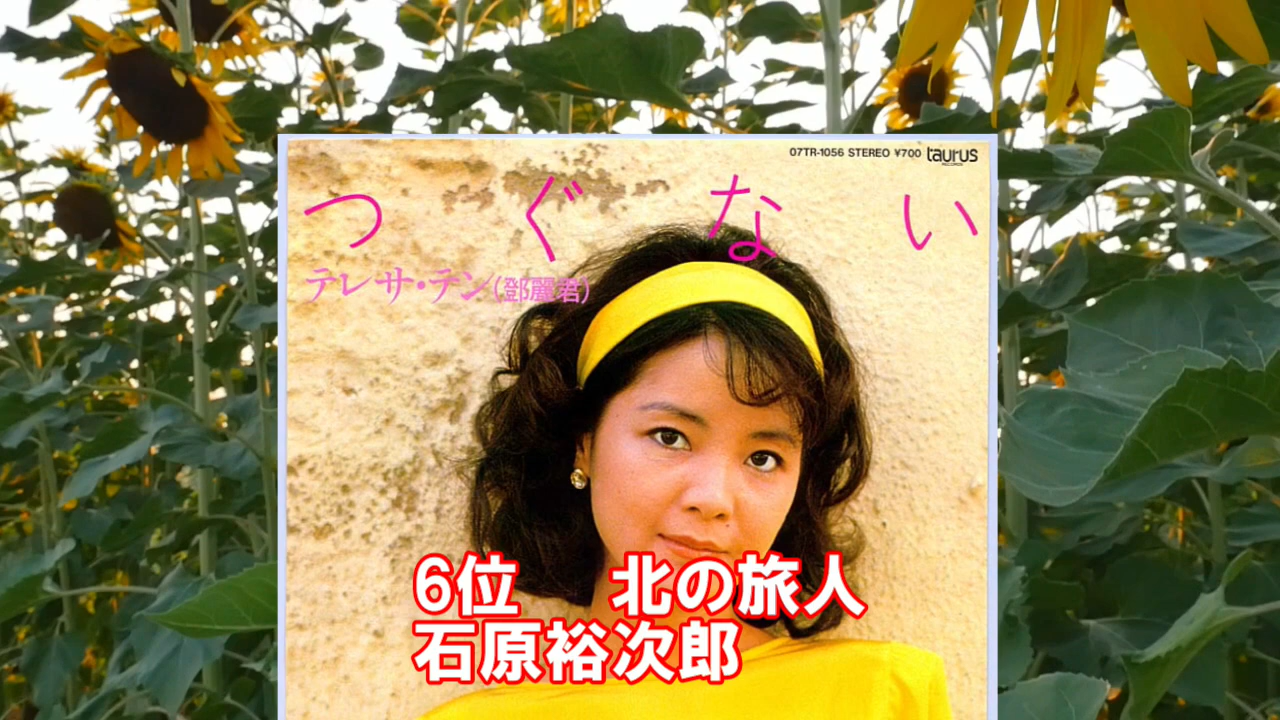 07TR-1056 STEREO ¥700 taurus
RECORDS
つぐない
テレサ・テン(鄧麗君)
6位 北の旅人
石原裕次郎